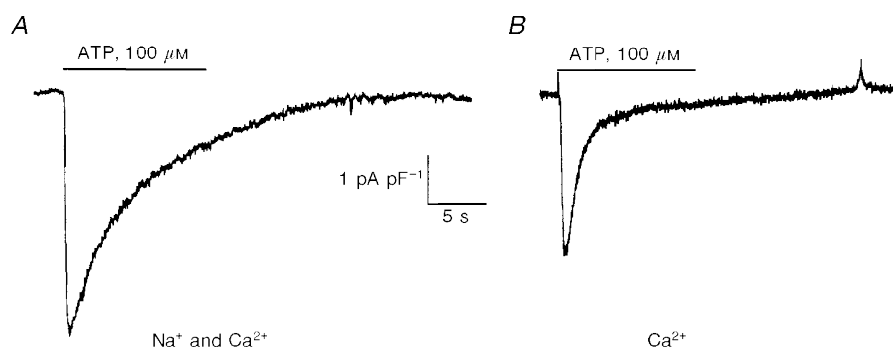 A
ATP, 100 μM
B
ATP, 100 μM
1 pA pF⁻¹
5 s
Na⁺ and Ca²⁺
Ca²⁺